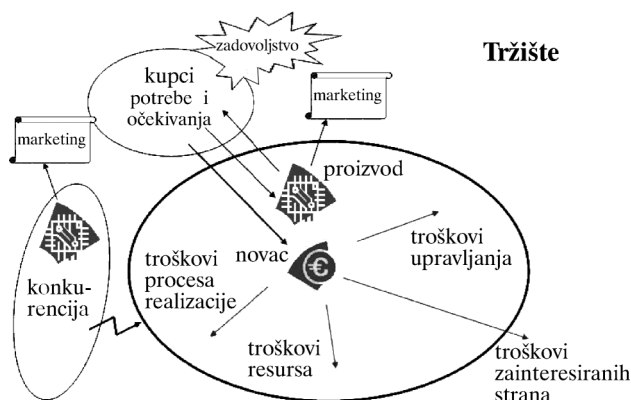 zadovoljstvo
Tržište
kupci
potrebe i
očekivanja
marketing
marketing
proizvod
novac
€
troškovi
procesa
realizacije
troškovi
upravljanja
konku-
rencija
troškovi
resursa
troškovi
zainteresiranih
strana